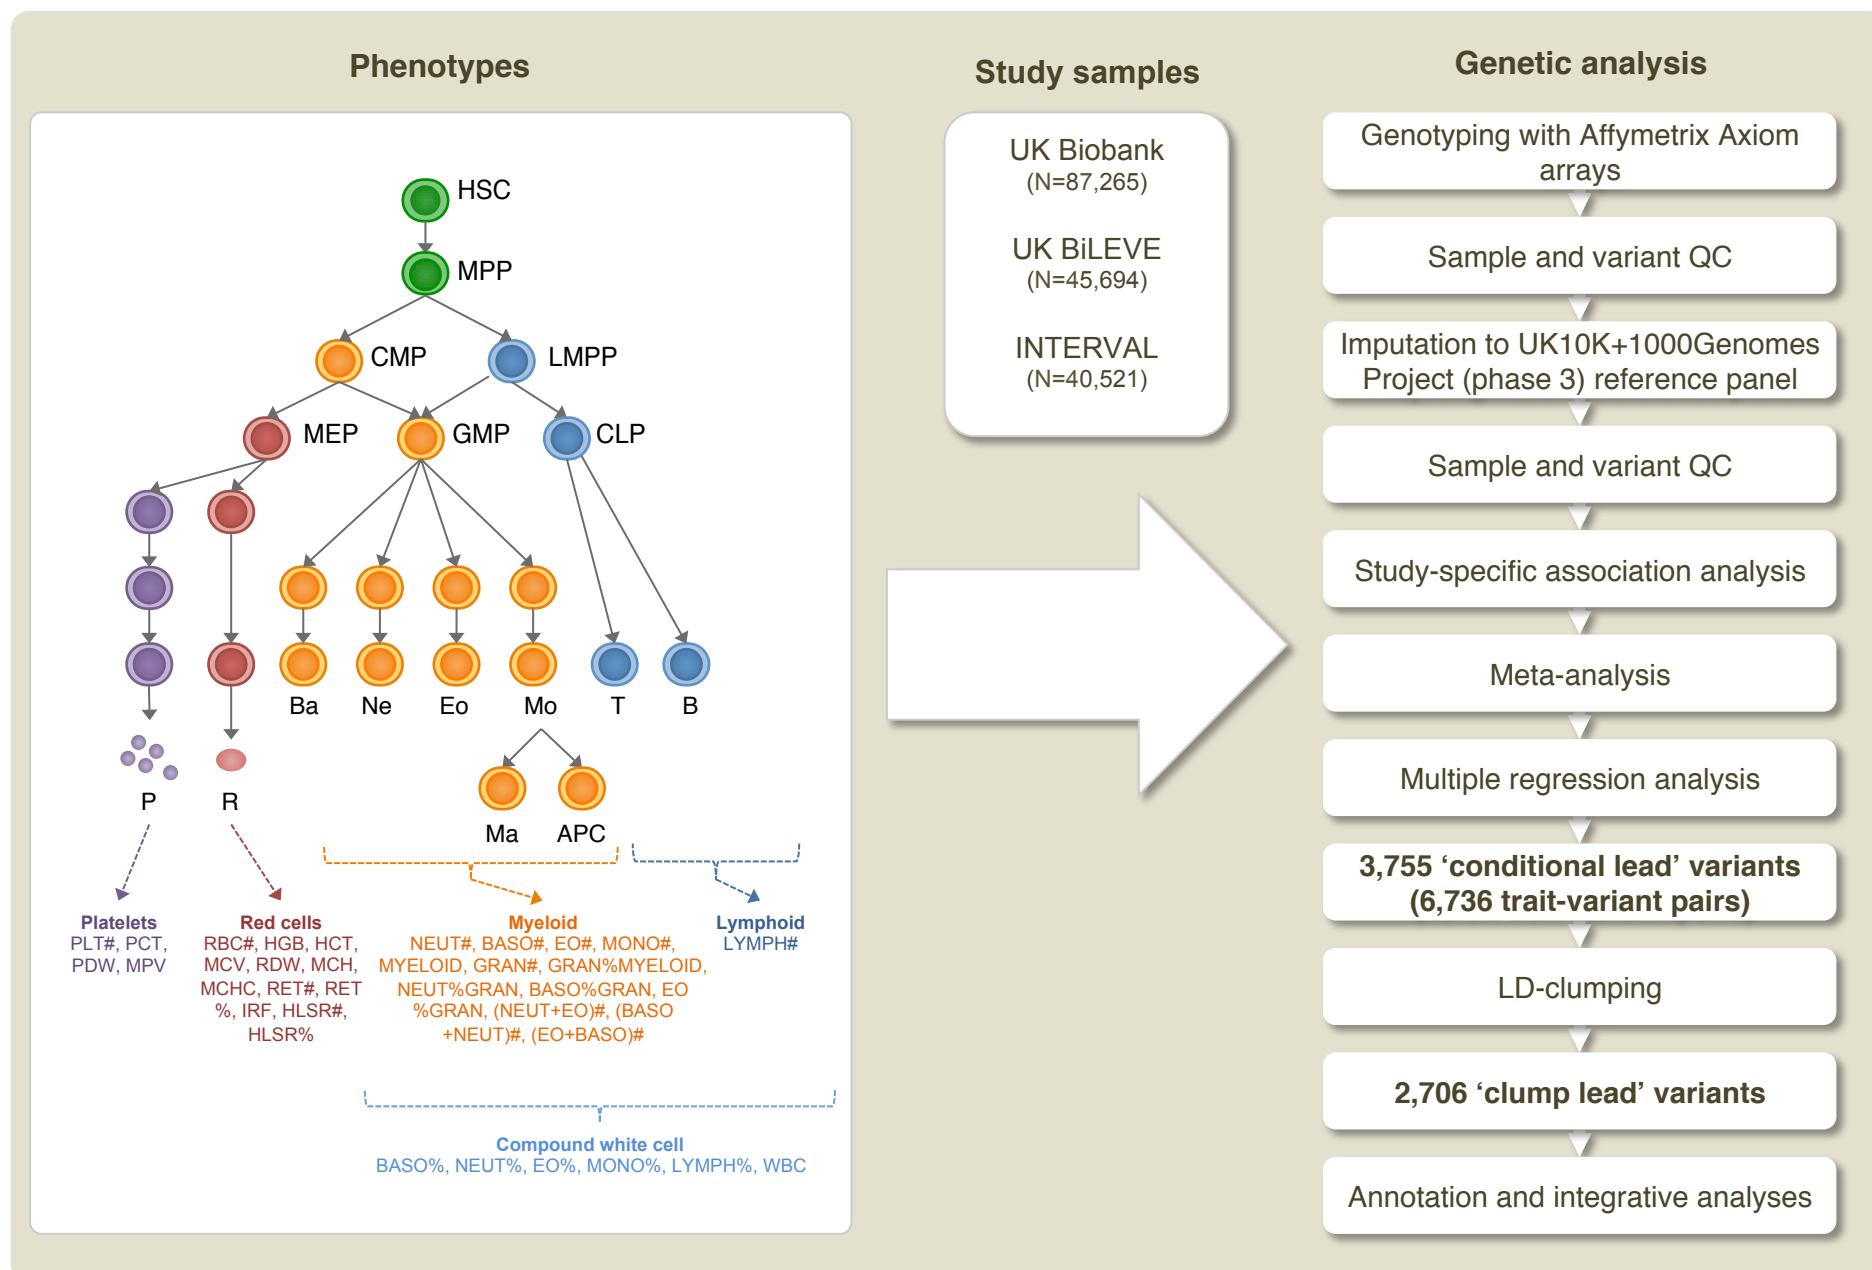 Phenotypes
HSC
MPP
CMP
LMPP
MEP
GMP
CLP
Ba
Ne
Eo
Mo
T
B
P
R
Ma
APC
Platelets
PLT#, PCT,
PDW, MPV
Red cells
RBC#, HGB, HCT,
MCV, RDW, MCH,
MCHC, RET#, RET
%, IRF, HLSR#,
HLSR%
Myeloid
NEUT#, BASO#, EO#, MONO#,
MYELOID, GRAN#, GRAN%MYELOID,
NEUT%GRAN, BASO%GRAN, EO
%GRAN, (NEUT+EO)#, (BASO
+NEUT)#, (EO+BASO)#
Lymphoid
LYMPH#
Compound white cell
BASO%, NEUT%, EO%, MONO%, LYMPH%, WBC
Study samples
UK Biobank
(N=87,265)
UK BiLEVE
(N=45,694)
INTERVAL
(N=40,521)
Genetic analysis
Genotyping with Affymetrix Axiom
arrays
Sample and variant QC
Imputation to UK10K+1000Genomes
Project (phase 3) reference panel
Sample and variant QC
Study-specific association analysis
Meta-analysis
Multiple regression analysis
3,755 ‘conditional lead’ variants
(6,736 trait-variant pairs)
LD-clumping
2,706 ‘clump lead’ variants
Annotation and integrative analyses